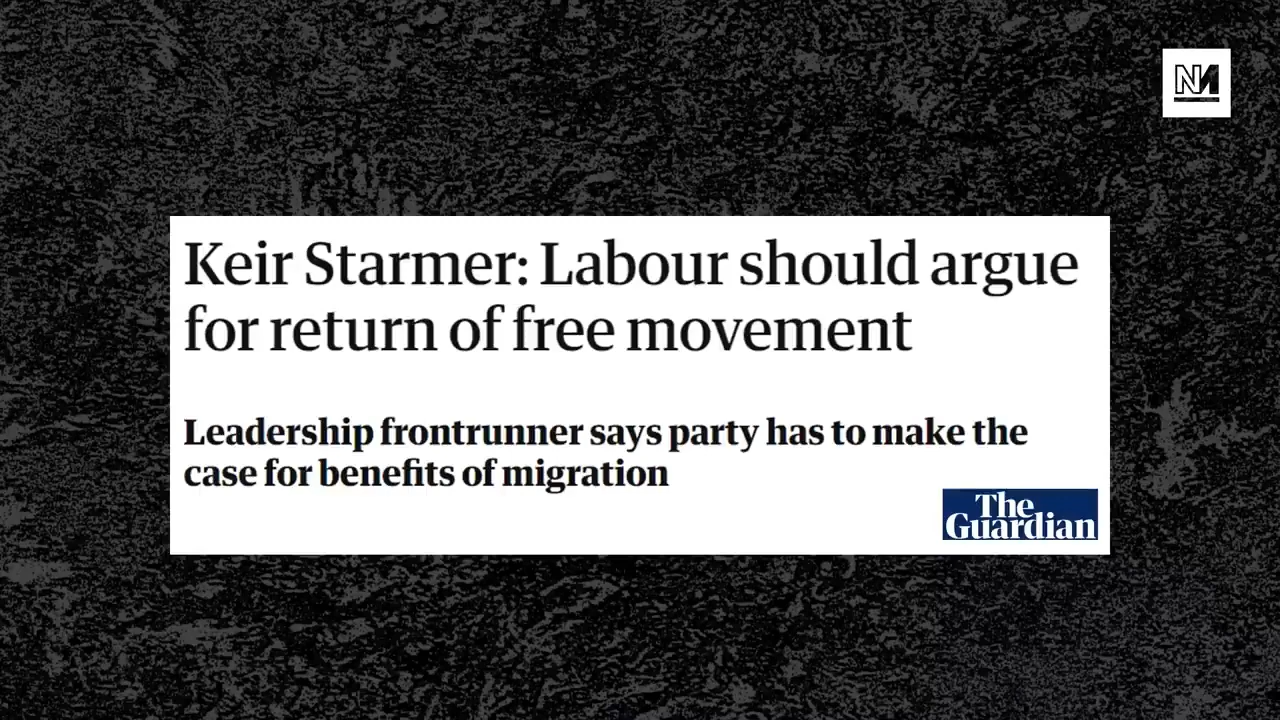 NM
Keir Starmer: Labour should argue
for return of free movement
Leadership frontrunner says party has to make the
case for benefits of migration
The
Guardian